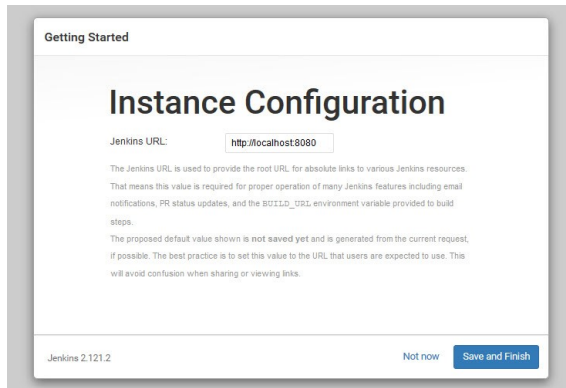 Getting Started
Instance Configuration
Jenkins URL: http://localhost:8080
The Jenkins URL is used to provide the root URL for absolute links to various Jenkins resources.
That means this value is required for proper operation of many Jenkins features including email
notifications, PR status updates, and the BUILD_URL environment variable provided to build
steps.
The proposed default value shown is not saved yet and is generated from the current request,
if possible. The best practice is to set this value to the URL that users are expected to use. This
will avoid confusion when sharing or viewing links.
Jenkins 2.121.2 Not now Save and Finish